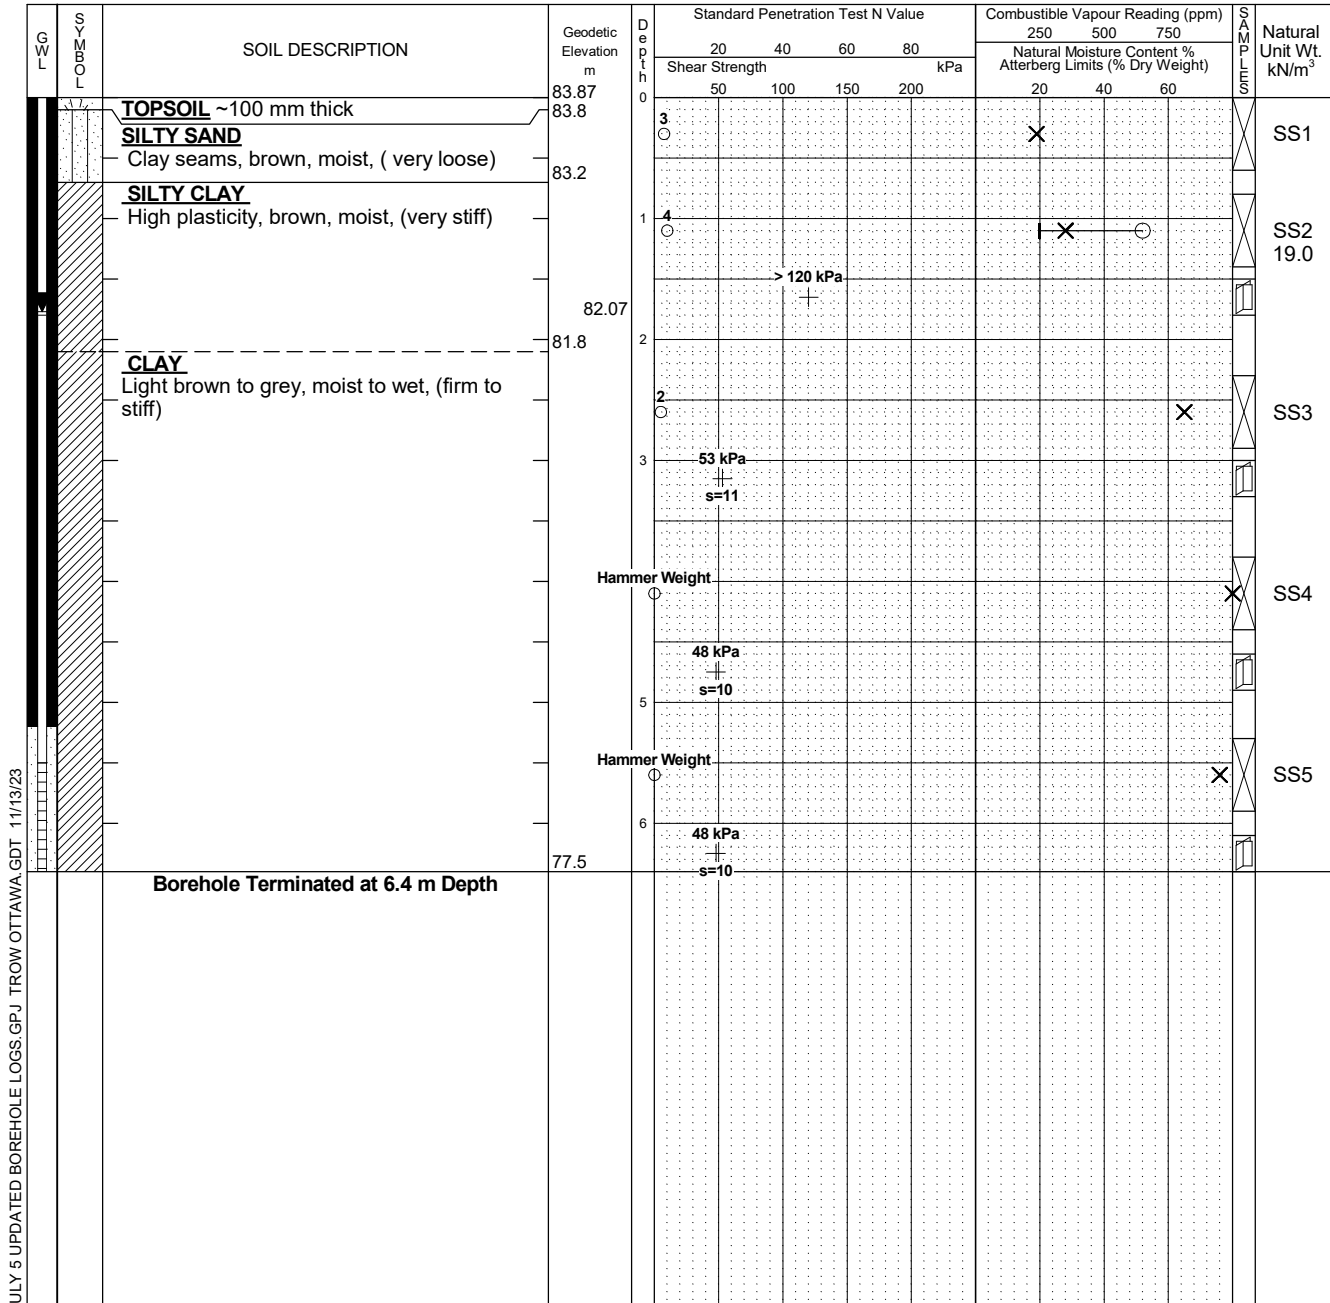 GWL
SYMBOL
SOIL DESCRIPTION
Geodetic
Elevation
m
83.87
Depth
Standard Penetration Test N Value
20 40 60 80
Shear Strength kPa
50 100 150 200
Combustible Vapour Reading (ppm)
250 500 750
Natural Moisture Content %
Atterberg Limits (% Dry Weight)
20 40 60
SAMPLES
Natural
Unit Wt.
kN/m³
0
TOPSOIL ~100 mm thick
83.8
3
SS1
SILTY SAND
Clay seams, brown, moist, ( very loose)
83.2
SILTY CLAY
High plasticity, brown, moist, (very stiff)
1
4
SS2
19.0
> 120 kPa
82.07
81.8
2
CLAY
Light brown to grey, moist to wet, (firm to
stiff)
2
SS3
3
53 kPa
s=11
Hammer Weight
SS4
48 kPa
s=10
5
Hammer Weight
SS5
6
48 kPa
s=10
77.5
Borehole Terminated at 6.4 m Depth
ULY 5 UPDATED BOREHOLE LOGS.GPJ TROW OTTAWA.GDT 11/13/23